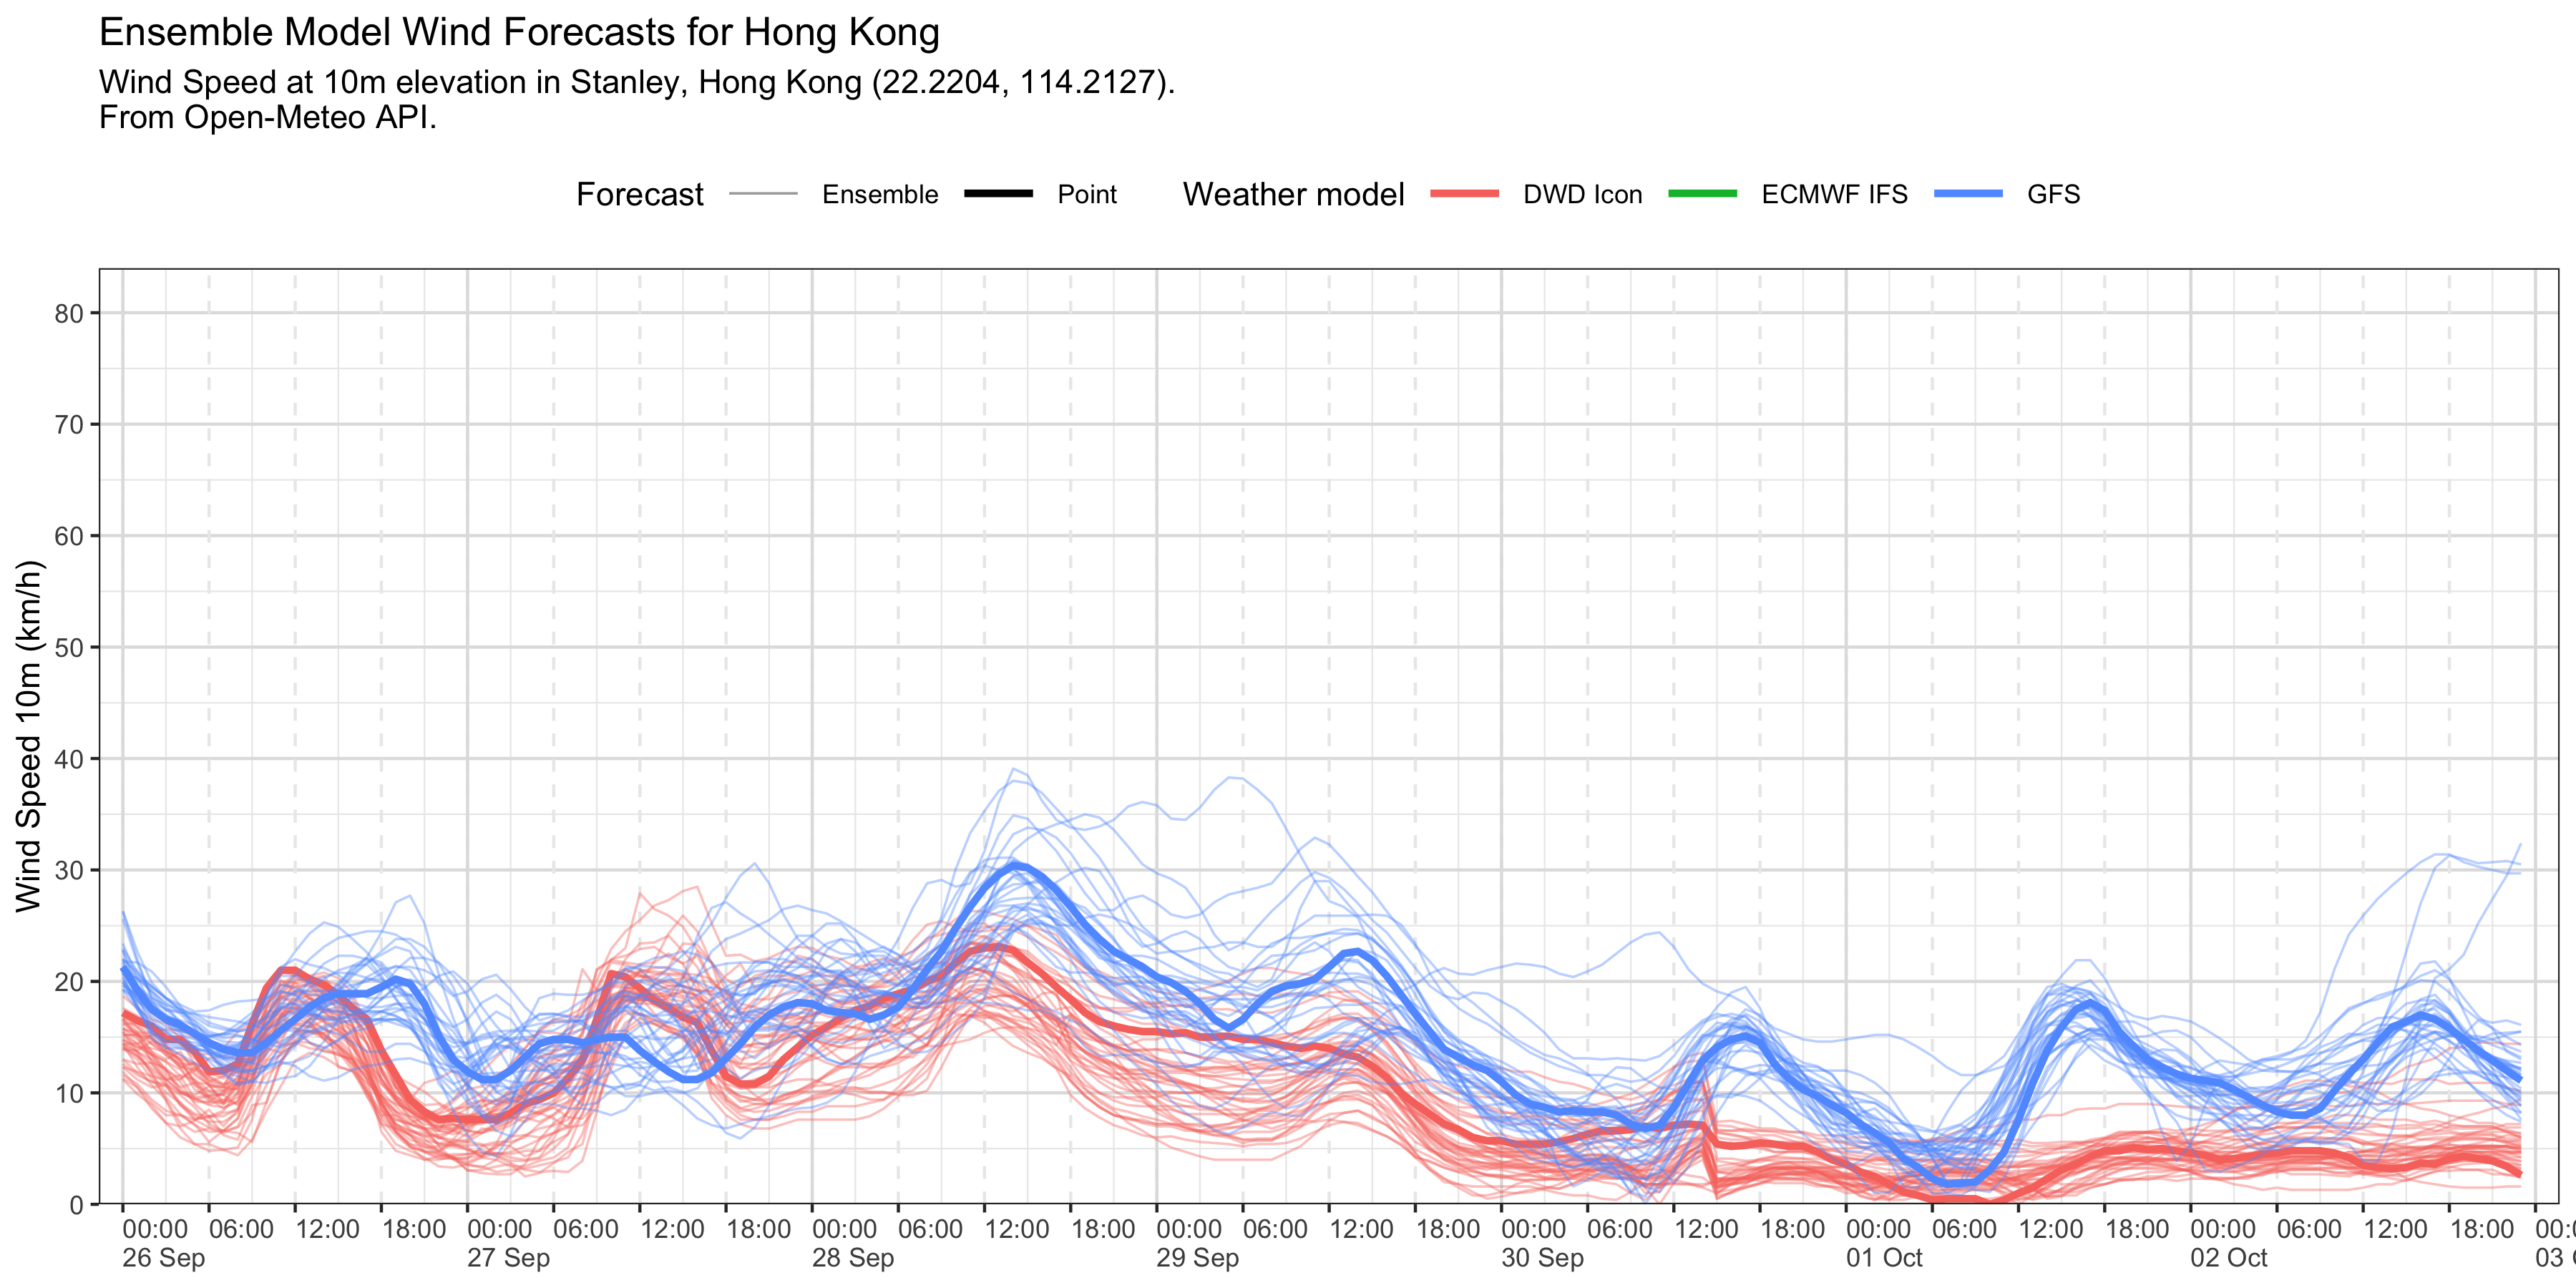 Ensemble Model Wind Forecasts for Hong Kong
Wind Speed at 10m elevation in Stanley, Hong Kong (22.2204, 114.2127).
From Open-Meteo API.
Forecast Ensemble Point Weather model DWD Icon ECMWF IFS GFS
Wind Speed 10m (km/h)
80
70
60
50
40
30
20
10
0
00:00 06:00 12:00 18:00 00:00 06:00 12:00 18:00 00:00 06:00 12:00 18:00 00:00 06:00 12:00 18:00 00:00 06:00 12:00 18:00 00:00 06:00 12:00 18:00 00:00 06:00 12:00 18:00
26 Sep 27 Sep 28 Sep 29 Sep 30 Sep 01 Oct 02 Oct 03